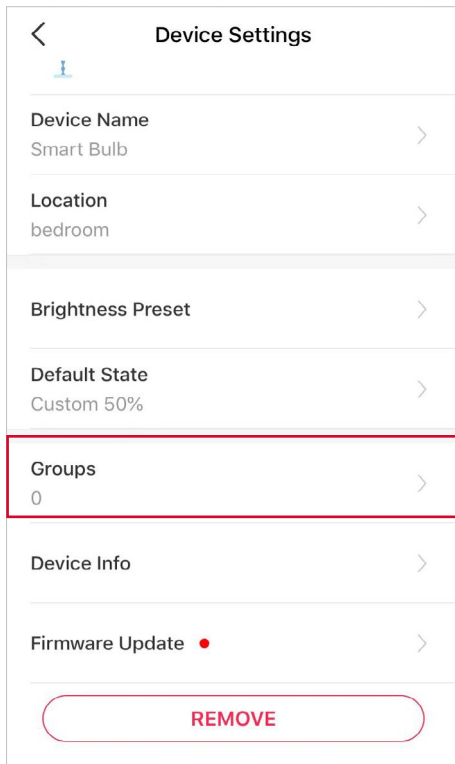 Device Settings
Device Name
Smart Bulb
Location
bedroom
Brightness Preset
Default State
Custom 50%
Groups
0
Device Info
Firmware Update
REMOVE